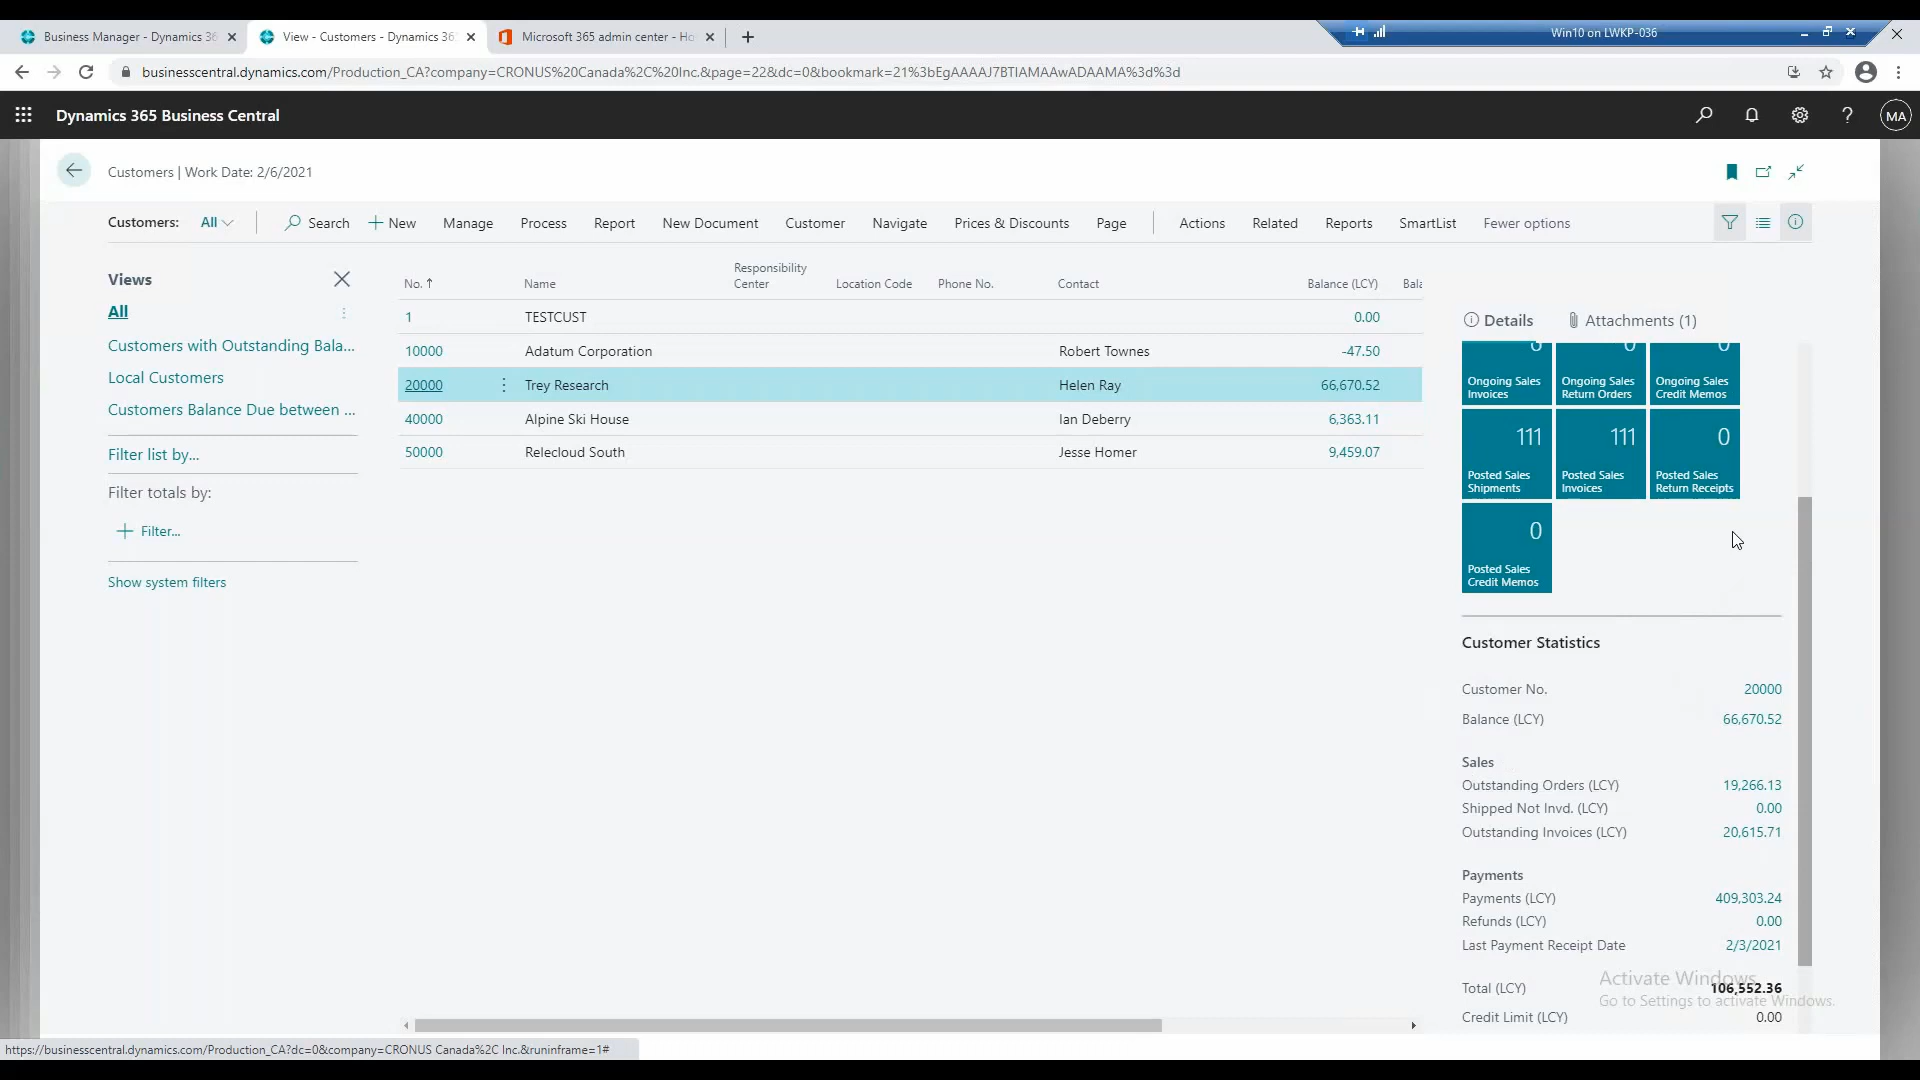 Business Manager - Dynamics 36
View - Customers - Dynamics 365
Microsoft 365 admin center - Ho
Win10 on LWKP-036
businesscentral.dynamics.com/Production_CA?company=CRONUS%20Canada%2C%20Inc.&page=22&dc=0&bookmark=21%3bEgAAAAJ7BTIAMAAwADAAMA%3d%3d
Dynamics 365 Business Central
MA
Customers | Work Date: 2/6/2021
Customers: All Search New Manage Process Report New Document Customer Navigate Prices & Discounts Page Actions Related Reports SmartList Fewer options
Views
All
Customers with Outstanding Bala...
Local Customers
Customers Balance Due between ...
Filter list by...
Filter totals by:
Filter...
Show system filters
No. ↑ Name Responsibility Center Location Code Phone No. Contact Balance (LCY) Bala
1 TESTCUST 0.00
10000 Adatum Corporation Robert Townes -47.50
20000 Trey Research Helen Ray 66,670.52
40000 Alpine Ski House Ian Deberry 6,363.11
50000 Relecloud South Jesse Homer 9,459.07
Details Attachments (1)
Ongoing Sales Invoices
0 Ongoing Sales Return Orders
0 Ongoing Sales Credit Memos
111 Posted Sales Shipments
111 Posted Sales Invoices
0 Posted Sales Return Receipts
0 Posted Sales Credit Memos
Customer Statistics
Customer No. 20000
Balance (LCY) 66,670.52
Sales
Outstanding Orders (LCY) 19,266.13
Shipped Not Invd. (LCY) 0.00
Outstanding Invoices (LCY) 20,615.71
Payments
Payments (LCY) 409,303.24
Refunds (LCY) 0.00
Last Payment Receipt Date 2/3/2021
Total (LCY) 106,552.36
Credit Limit (LCY) 0.00
Activate Windows
Go to Settings to activate Windows.
https://businesscentral.dynamics.com/Production_CA?dc=0&company=CRONUS Canada%2C Inc.&runinframe=1#